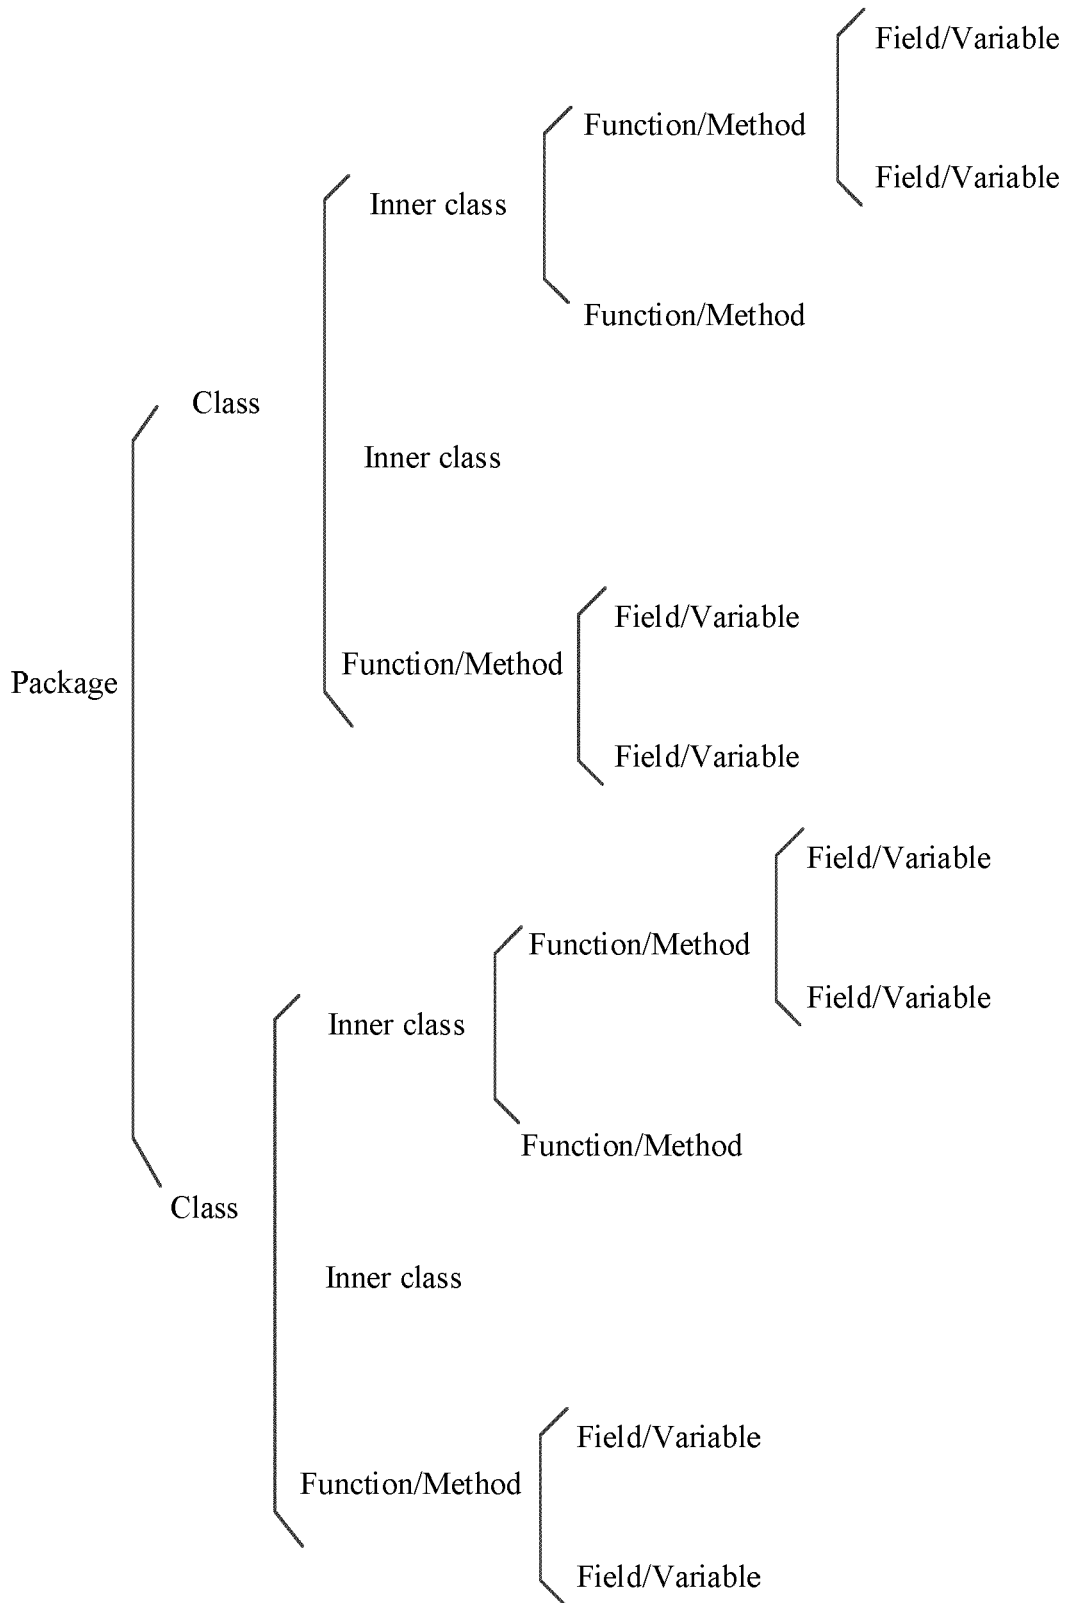 Field/Variable
Function/Method
Field/Variable
Inner class
Function/Method
Class
Inner class
Field/Variable
Function/Method
Package
Field/Variable
Field/Variable
Function/Method
Field/Variable
Inner class
Function/Method
Class
Inner class
Field/Variable
Function/Method
Field/Variable